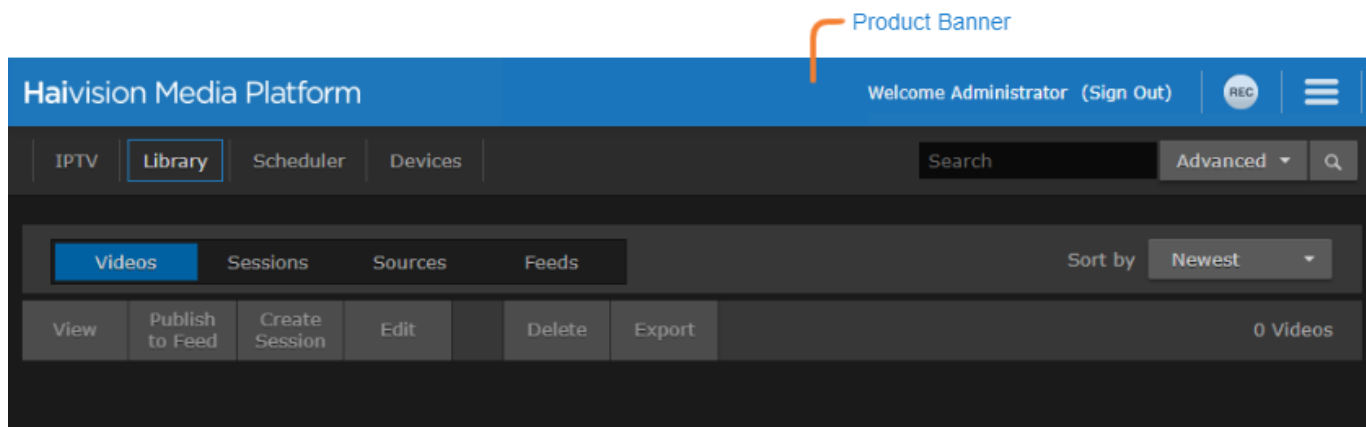 Product Banner
Haivision Media Platform
Welcome Administrator (Sign Out)
REC
IPTV Library Scheduler Devices
Search Advanced
Videos Sessions Sources Feeds
Sort by Newest
View Publish to Feed Create Session Edit Delete Export 0 Videos